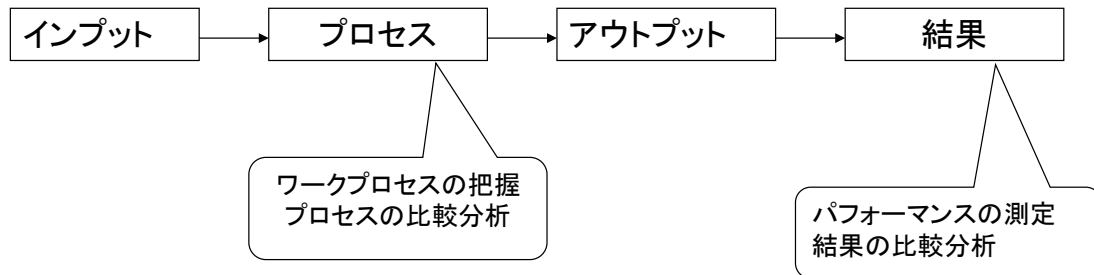 インプット
プロセス
アウトプット
結果
ワークプロセスの把握
プロセスの比較分析
パフォーマンスの測定
結果の比較分析